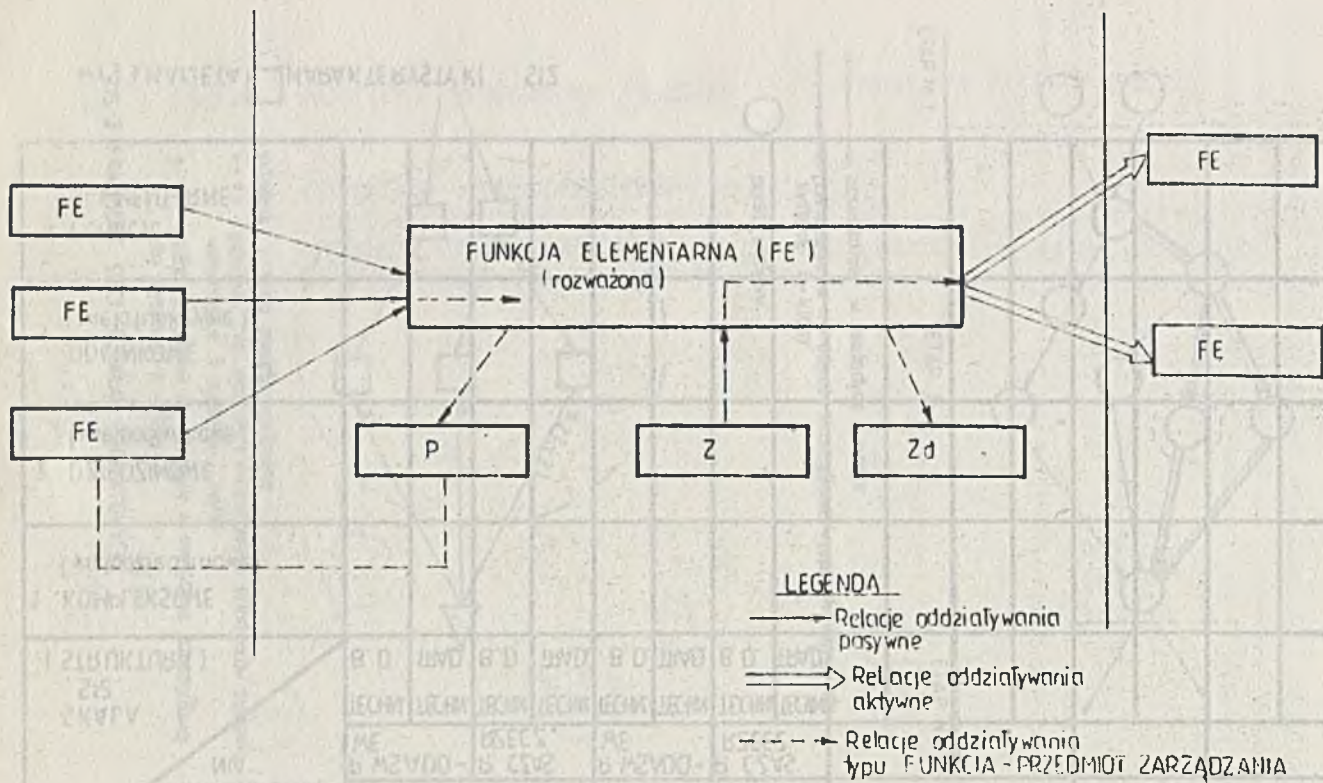 FE
FE
FE
FUNKCJA ELEMENTARNA (FE)
(rozważona)
FE
FE
P
Z
Zd
LEGENDA
Relacje oddziaływania
pasywne
Relacje oddziaływania
aktywne
Relacje oddziaływania
typu FUNKCJA - PRZEDMIOT ZARZĄDZANIA